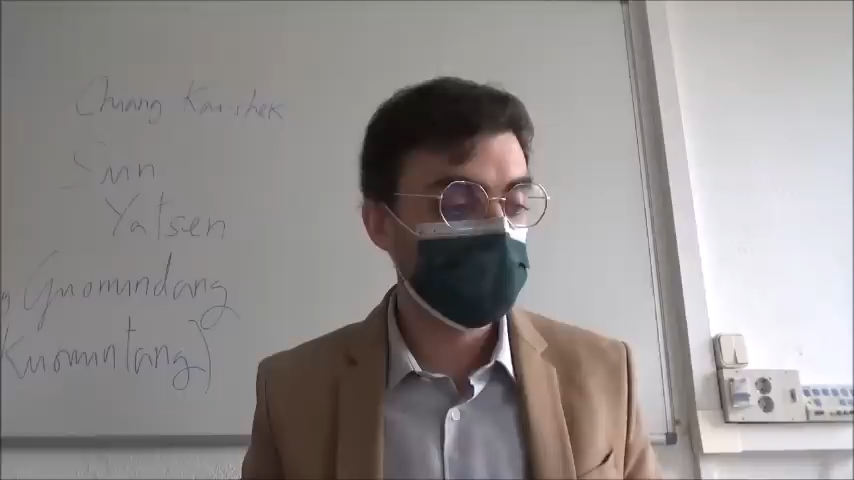 Chiang Kai-shek
Sun
Yatsen
Guomindang
Kuomintang)